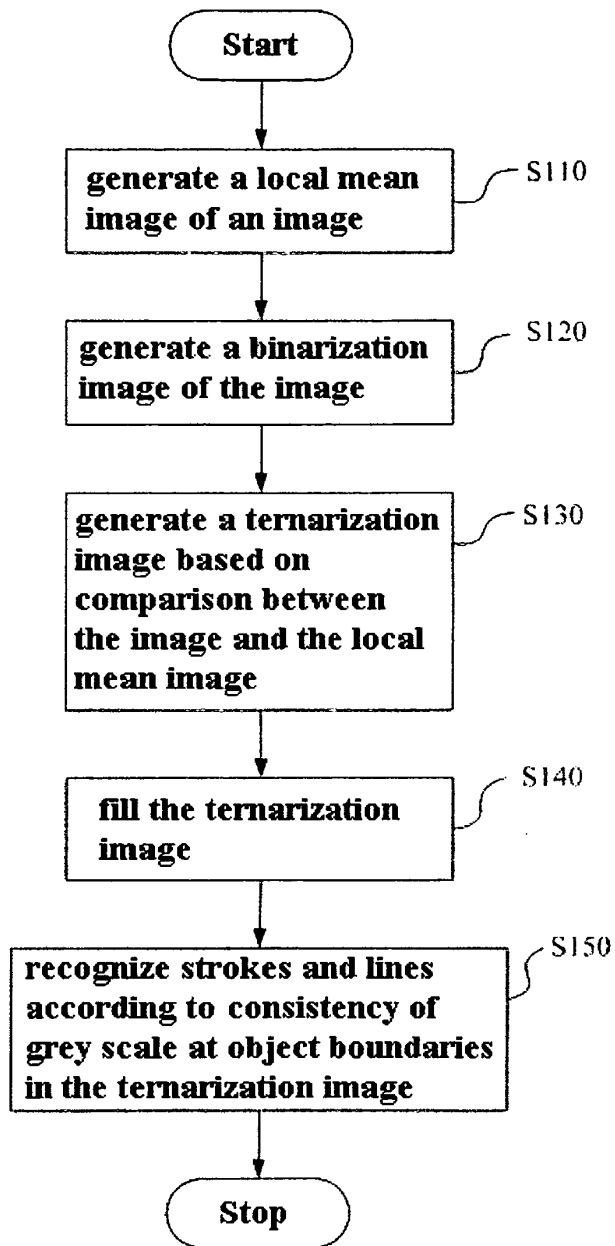 Start
generate a local mean
image of an image
S110
generate a binarization
image of the image
S120
generate a ternarization
image based on
comparison between
the image and the local
mean image
S130
fill the ternarization
image
S140
recognize strokes and lines
according to consistency of
grey scale at object boundaries
in the ternarization image
S150
Stop